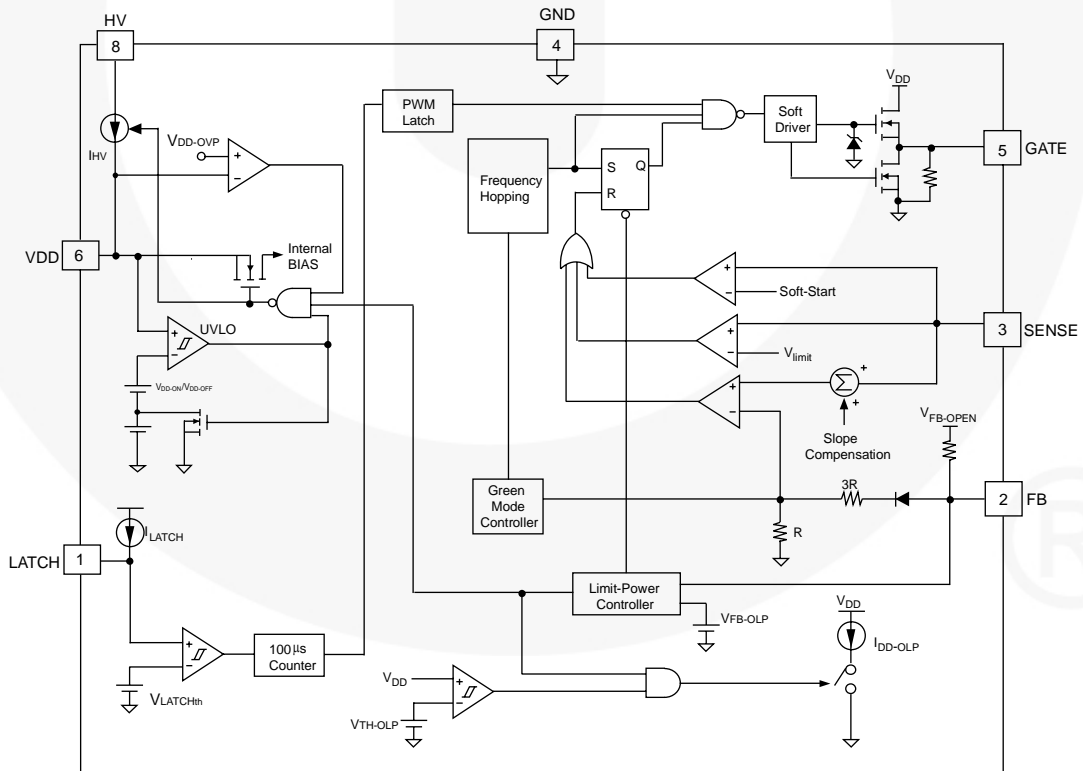 HV
8
GND
4
PWM
Latch
VDD
Soft
Driver
5
GATE
IHV
VDD-OVP
+
−
Frequency
Hopping
S
Q
R
VDD
6
Internal
BIAS
+
−
Soft-Start
UVLO
+
−
+
−
Vlimit
3
SENSE
VDD-ON/VDD-OFF
+
−
Σ
+
+
Slope
Compensation
VFB-OPEN
Green
Mode
Controller
3R
2
FB
R
ILATCH
LATCH
1
Limit-Power
Controller
VFB-OLP
VDD
IDD-OLP
+
−
100μs
Counter
VLATCHth
VDD
+
−
VTH-OLP
R